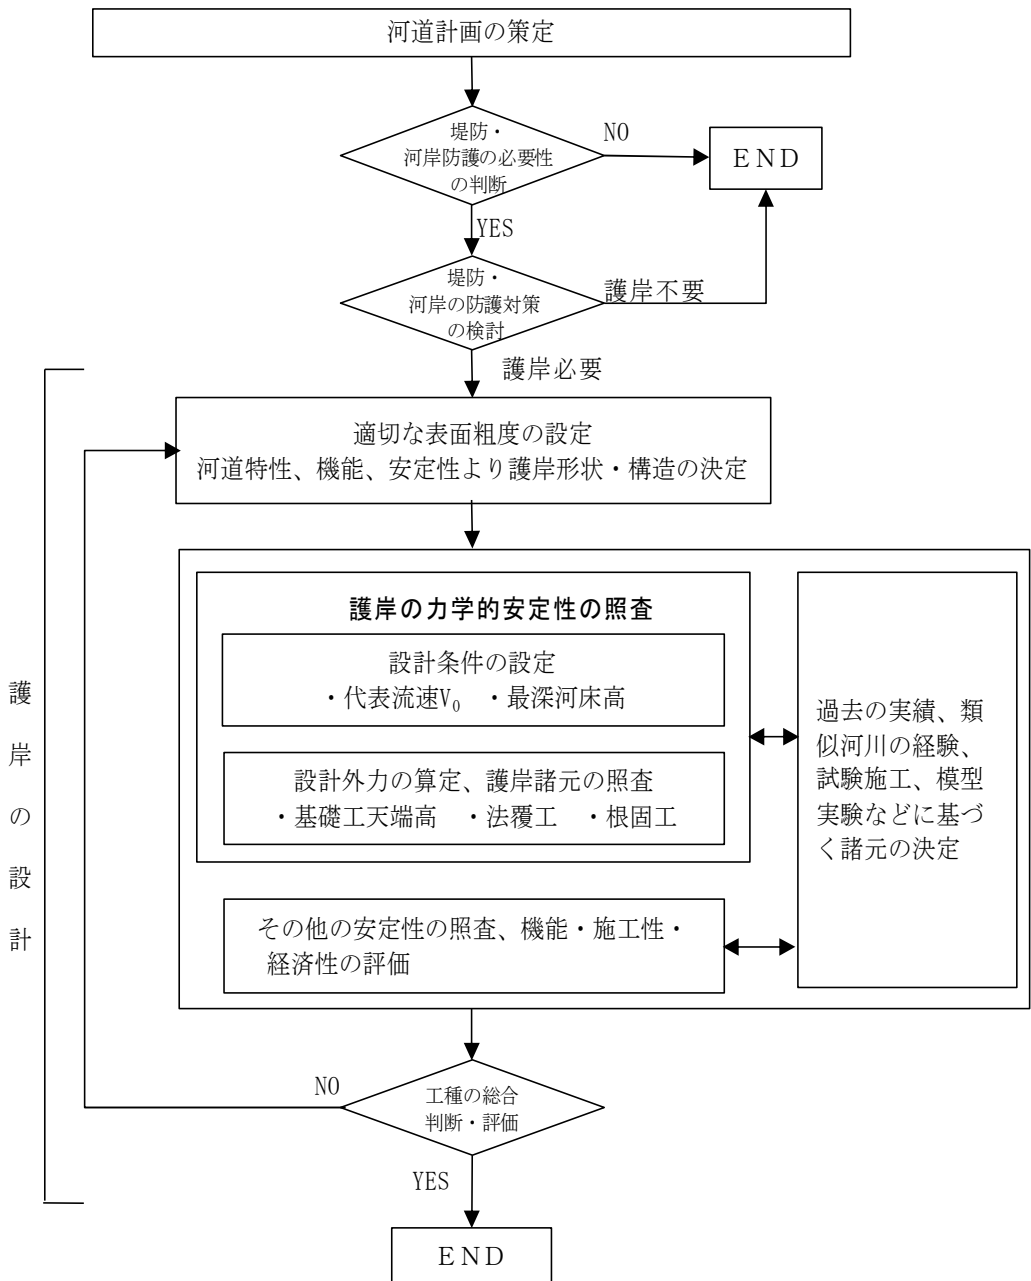 河道計画の策定
堤防・
河岸防護の必要性
の判断
NO
END
YES
堤防・
河岸の防護対策
の検討
護岸不要
護岸必要
適切な表面粗度の設定
河道特性、機能、安定性より護岸形状・構造の決定
護岸の力学的安定性の照査
設計条件の設定
・代表流速V₀ ・最深河床高
設計外力の算定、護岸諸元の照査
・基礎工天端高 ・法覆工 ・根固工
過去の実績、類
似河川の経験、
試験施工、模型
実験などに基づ
く諸元の決定
その他の安定性の照査、機能・施工性・
経済性の評価
護岸の設計
NO
工種の総合
判断・評価
YES
END